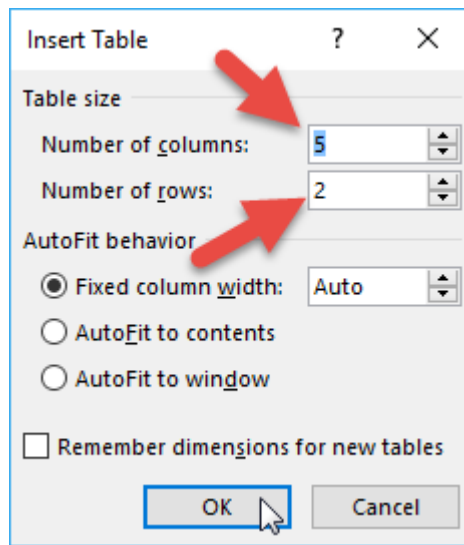 Insert Table ?
Table size
Number of columns: 5
Number of rows: 2
AutoFit behavior
Fixed column width: Auto
AutoFit to contents
AutoFit to window
Remember dimensions for new tables
OK Cancel